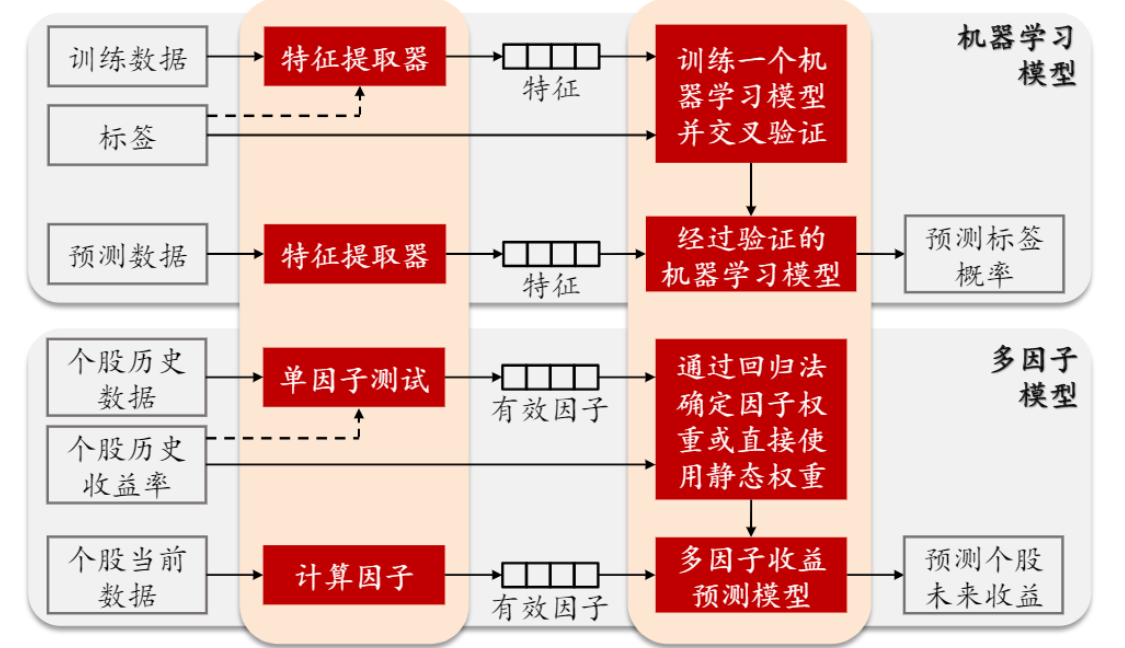 机器学习
模型
训练数据
特征提取器
特征
训练一个机
器学习模型
并交叉验证
标签
预测数据
特征提取器
特征
经过验证的
机器学习模型
预测标签
概率
多因子
模型
个股历史
数据
单因子测试
有效因子
通过回归法
确定因子权
重或直接使
用静态权重
个股历史
收益率
个股当前
数据
计算因子
有效因子
多因子收益
预测模型
预测个股
未来收益